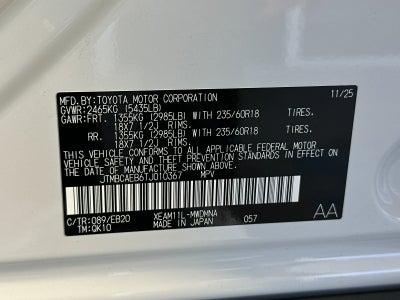 MFD.BY:TOYOTA MOTOR CORPORATION 11/25
GVWR:2465KG (5435LB)
GAWR:FRT. 1355KG (2985LB) WITH 235/60R18 TIRES.
18X7 1/2J RIMS.
RR. 1355KG (2985LB) WITH 235/60R18 TIRES.
18X7 1/2J RIMS.
THIS VEHICLE CONFORMS TO ALL APPLICABLE FEDERAL MOTOR VEHICLE
SAFETY STANDARDS IN EFFECT ON THE DATE OF MANUFACTURE SHOWN ABOVE.
JTMBCAEB6TJ010367 MPV
C/TR:089/EB20 XEAM11L-MWDMNA
TM:QK10 MADE IN JAPAN 057 AA